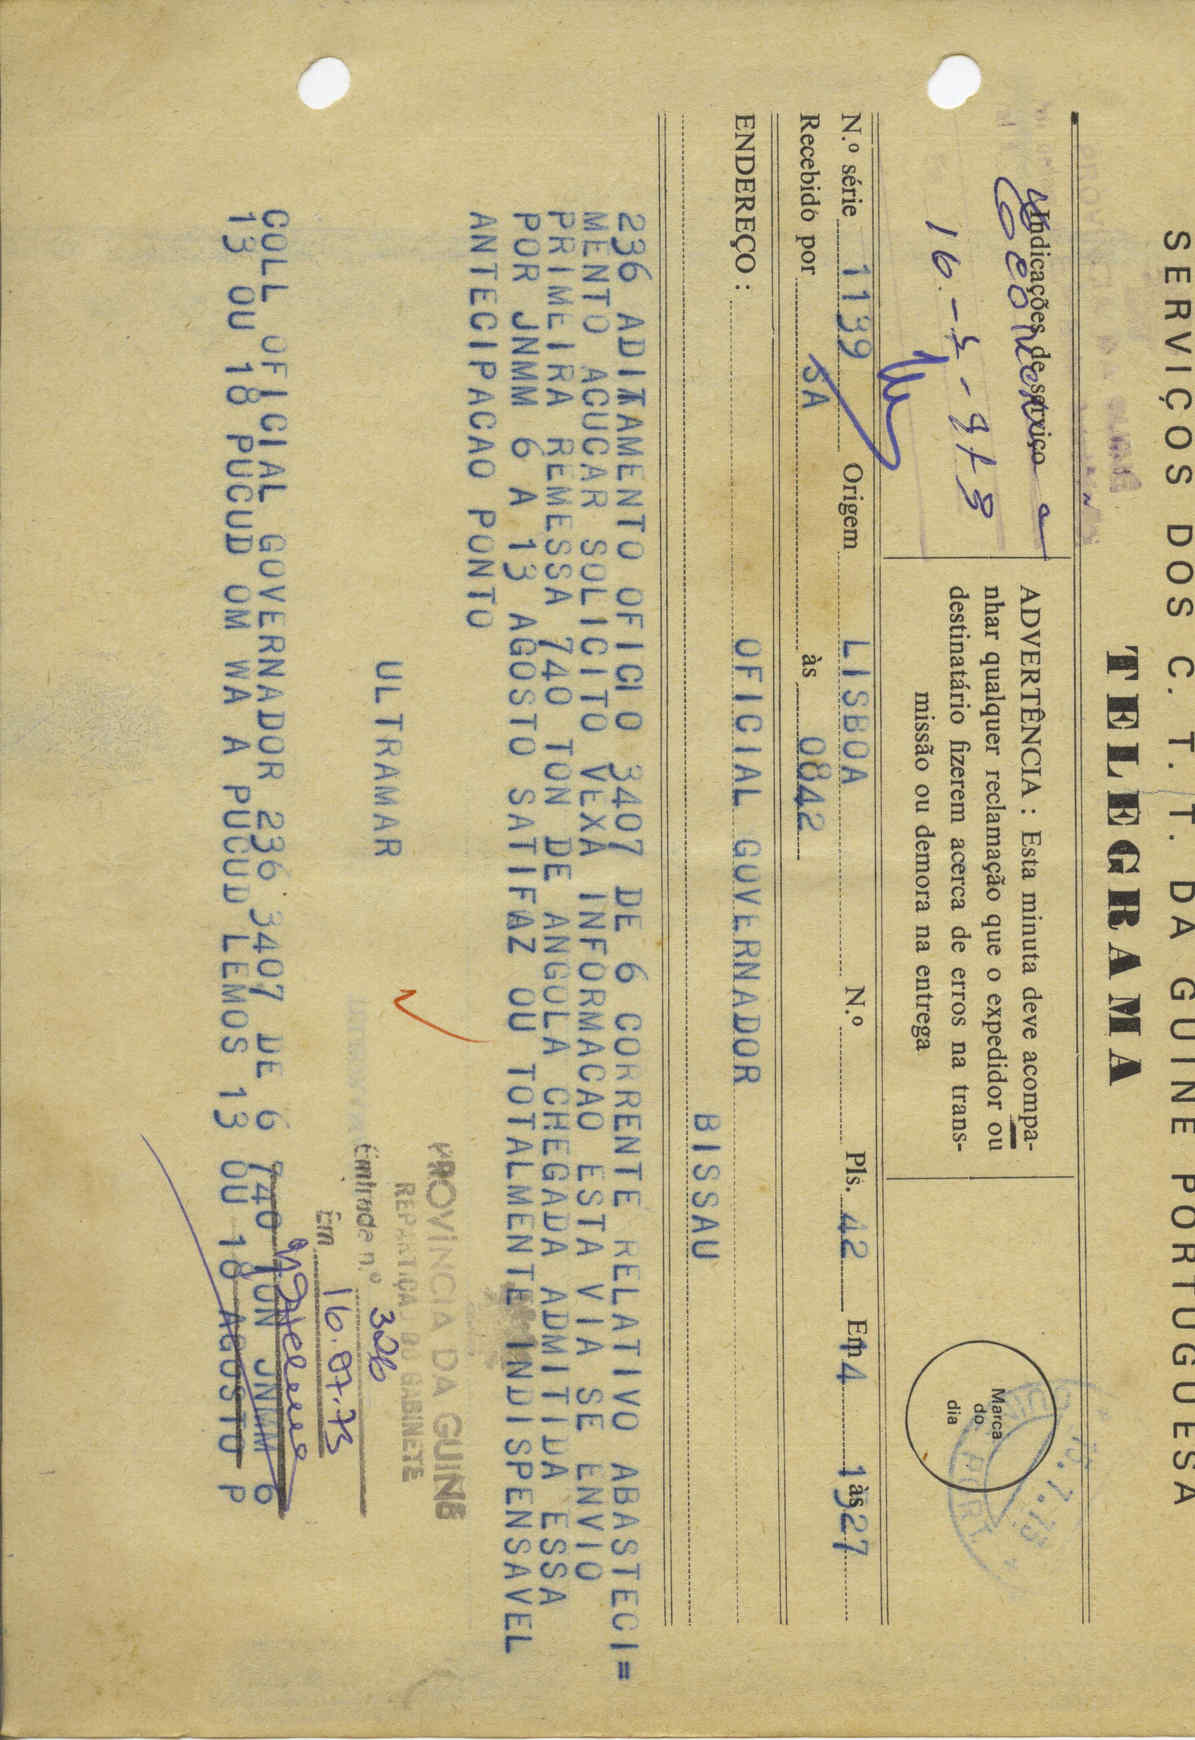 SERVIÇOS DOS C. T. T. DA GUINÉ PORTUGUESA
TELEGRAMA
Indicações de serviço
16.-
ADVERTÊNCIA : Esta minuta deve acompa-
nhar qualquer reclamação que o expedidor ou
destinatário fizerem acerca de erros na trans-
missão ou demora na entrega
Marca
do
dia
N.º série 1139 Origem LISBOA N.º Pls. 42 Em 14 às 1927
Recebido por SA às 0842
ENDEREÇO : OFICIAL GOVERNADOR
BISSAU
236 ADITAMENTO OFICIO 3407 DE 6 CORRENTE RELATIVO ABASTECI=
MENTO ACUCAR SOLICITO VEXA INFORMACAO ESTA VIA SE ENVIO
PRIMEIRA REMESSA 740 TON DE ANGOLA CHEGADA ADMITIDA ESSA
POR JNMM 6 A 13 AGOSTO SATIFAZ OU TOTALMENTE INDISPENSAVEL
ANTECIPACAO PONTO
ULTRAMAR
PROVÍNCIA DA GUINÉ
REPARTIÇÃO DO GABINETE
Entrada n.º 326
Em 16.07.73
COLL OFICIAL GOVERNADOR 236 3407 DE 6 740 TON JNMM 6
13 OU 18 PUCUD OM WA A PUCUD LEMOS 13 OU 18 AGOSTO P